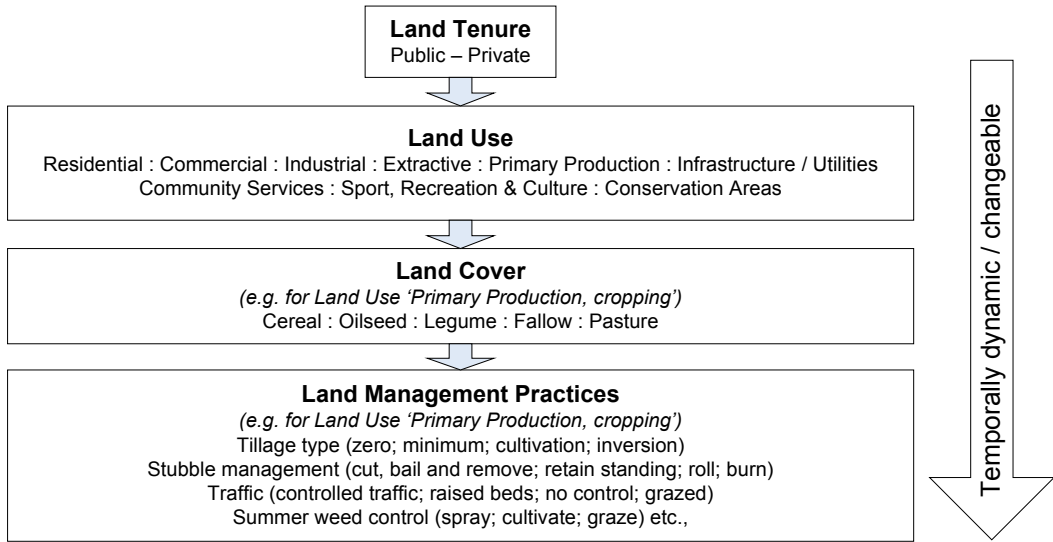 Land Tenure
Public – Private
Land Use
Residential : Commercial : Industrial : Extractive : Primary Production : Infrastructure / Utilities
Community Services : Sport, Recreation & Culture : Conservation Areas
Land Cover
(e.g. for Land Use ‘Primary Production, cropping’)
Cereal : Oilseed : Legume : Fallow : Pasture
Land Management Practices
(e.g. for Land Use ‘Primary Production, cropping’)
Tillage type (zero; minimum; cultivation; inversion)
Stubble management (cut, bail and remove; retain standing; roll; burn)
Traffic (controlled traffic; raised beds; no control; grazed)
Summer weed control (spray; cultivate; graze) etc.,
Temporally dynamic / changeable